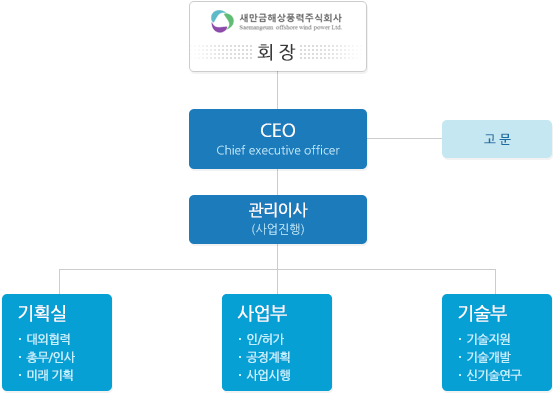 새만금해상풍력주식회사
Saemangeum offshore wind power Ltd.
회 장
CEO
Chief executive officer
고 문
관리이사
(사업진행)
기획실
· 대외협력
· 총무/인사
· 미래 기획
사업부
· 인/허가
· 공정계획
· 사업시행
기술부
· 기술지원
· 기술개발
· 신기술연구